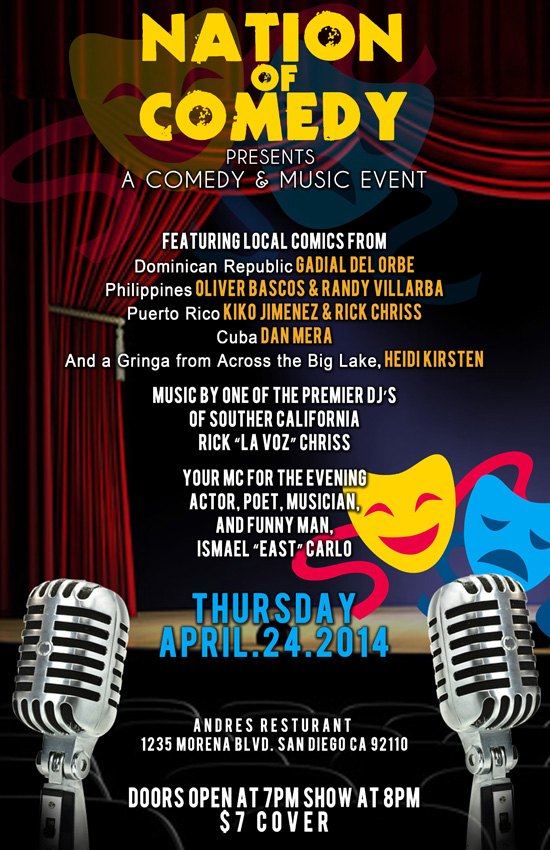 NATION
OF
COMEDY
PRESENTS
A COMEDY & MUSIC EVENT
FEATURING LOCAL COMICS FROM
Dominican Republic GADIAL DEL ORBE
Philippines OLIVER BASCOS & RANDY VILLARBA
Puerto Rico KIKO JIMENEZ & RICK CHRISS
Cuba DAN MERA
And a Gringa from Across the Big Lake, HEIDI KIRSTEN
MUSIC BY ONE OF THE PREMIER DJ'S
OF SOUTHER CALIFORNIA
RICK "LA VOZ" CHRISS
YOUR MC FOR THE EVENING
ACTOR, POET, MUSICIAN,
AND FUNNY MAN,
ISMAEL "EAST" CARLO
THURSDAY
APRIL.24.2014
ANDRES RESTURANT
1235 MORENA BLVD. SAN DIEGO CA 92110
DOORS OPEN AT 7PM SHOW AT 8PM
$7 COVER